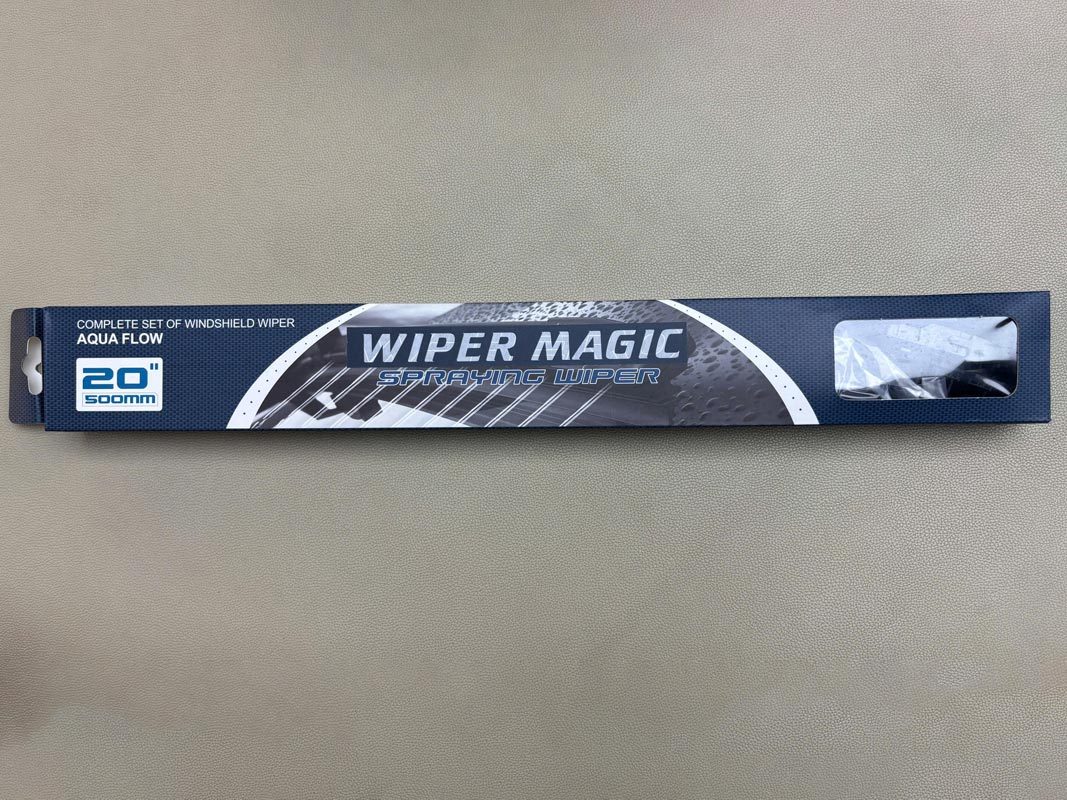 COMPLETE SET OF WINDSHIELD WIPER
AQUA FLOW
20"
500MM
WIPER MAGIC
SPRAYING WIPER